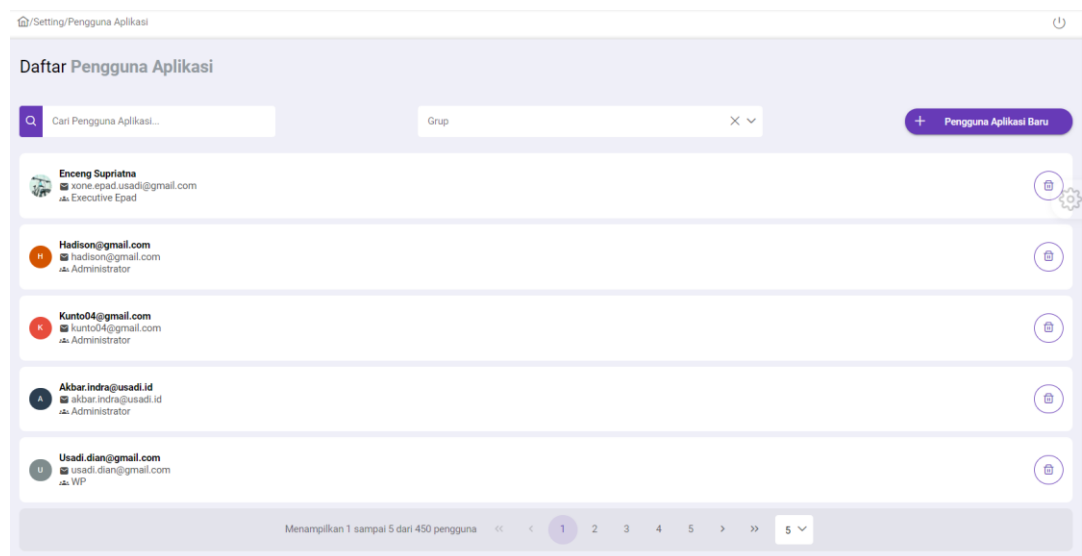 /Setting/Pengguna Aplikasi
Daftar Pengguna Aplikasi
Cari Pengguna Aplikasi...
Grup
+ Pengguna Aplikasi Baru
Enceng Supriatna
xone.epad.usadi@gmail.com
Executive Epad
H
Hadison@gmail.com
hadison@gmail.com
Administrator
K
Kunto04@gmail.com
kunto04@gmail.com
Administrator
A
Akbar.indra@usadi.id
akbar.indra@usadi.id
Administrator
U
Usadi.dian@gmail.com
usadi.dian@gmail.com
WP
Menampilkan 1 sampai 5 dari 450 pengguna « ‹ 1 2 3 4 5 › » 5